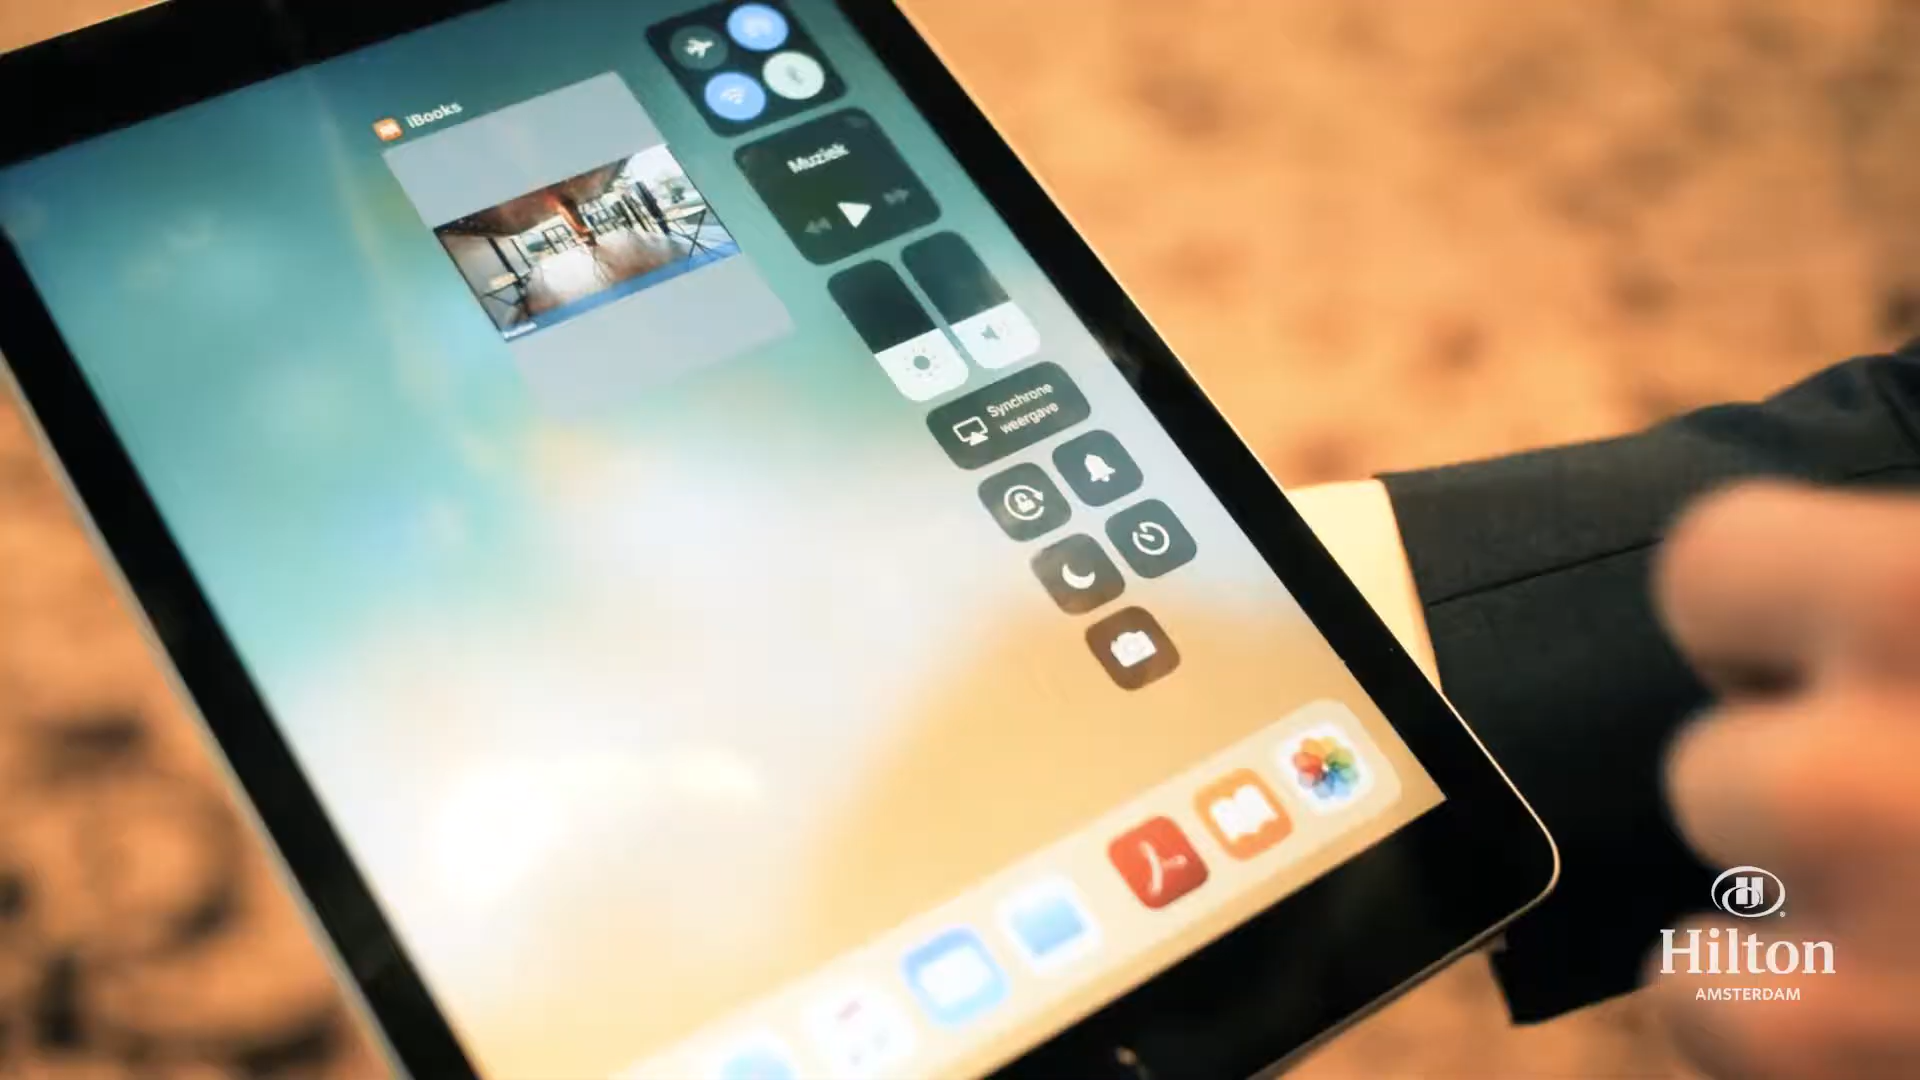 iBooks
Muziek
Synchrone
weergave
Hilton
AMSTERDAM